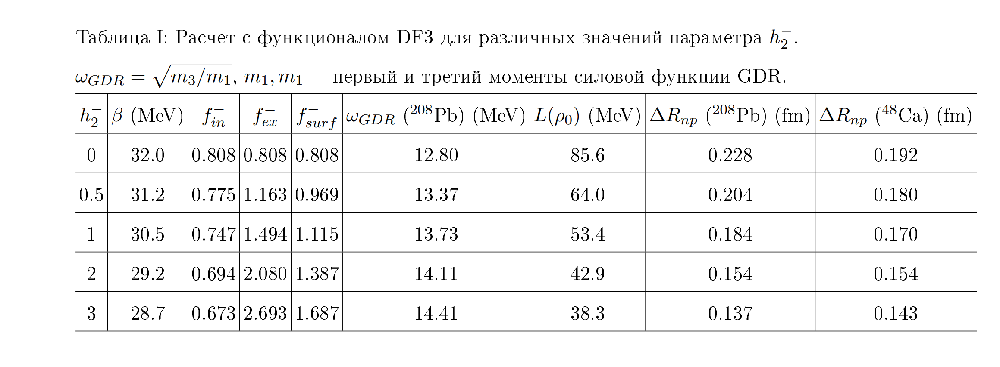 Таблица I: Расчет с функционалом DF3 для различных значений параметра $h_2^-$.
$\omega_{GDR} = \sqrt{m_3/m_1}$, $m_1, m_1$ — первый и третий моменты силовой функции GDR.
$h_2^-$ | $\beta$ (MeV) | $f_{in}^-$ | $f_{ex}^-$ | $f_{surf}^-$ | $\omega_{GDR}$ ($^{208}$Pb) (MeV) | $L(\rho_0)$ (MeV) | $\Delta R_{np}$ ($^{208}$Pb) (fm) | $\Delta R_{np}$ ($^{48}$Ca) (fm)
0 | 32.0 | 0.808 | 0.808 | 0.808 | 12.80 | 85.6 | 0.228 | 0.192
0.5 | 31.2 | 0.775 | 1.163 | 0.969 | 13.37 | 64.0 | 0.204 | 0.180
1 | 30.5 | 0.747 | 1.494 | 1.115 | 13.73 | 53.4 | 0.184 | 0.170
2 | 29.2 | 0.694 | 2.080 | 1.387 | 14.11 | 42.9 | 0.154 | 0.154
3 | 28.7 | 0.673 | 2.693 | 1.687 | 14.41 | 38.3 | 0.137 | 0.143